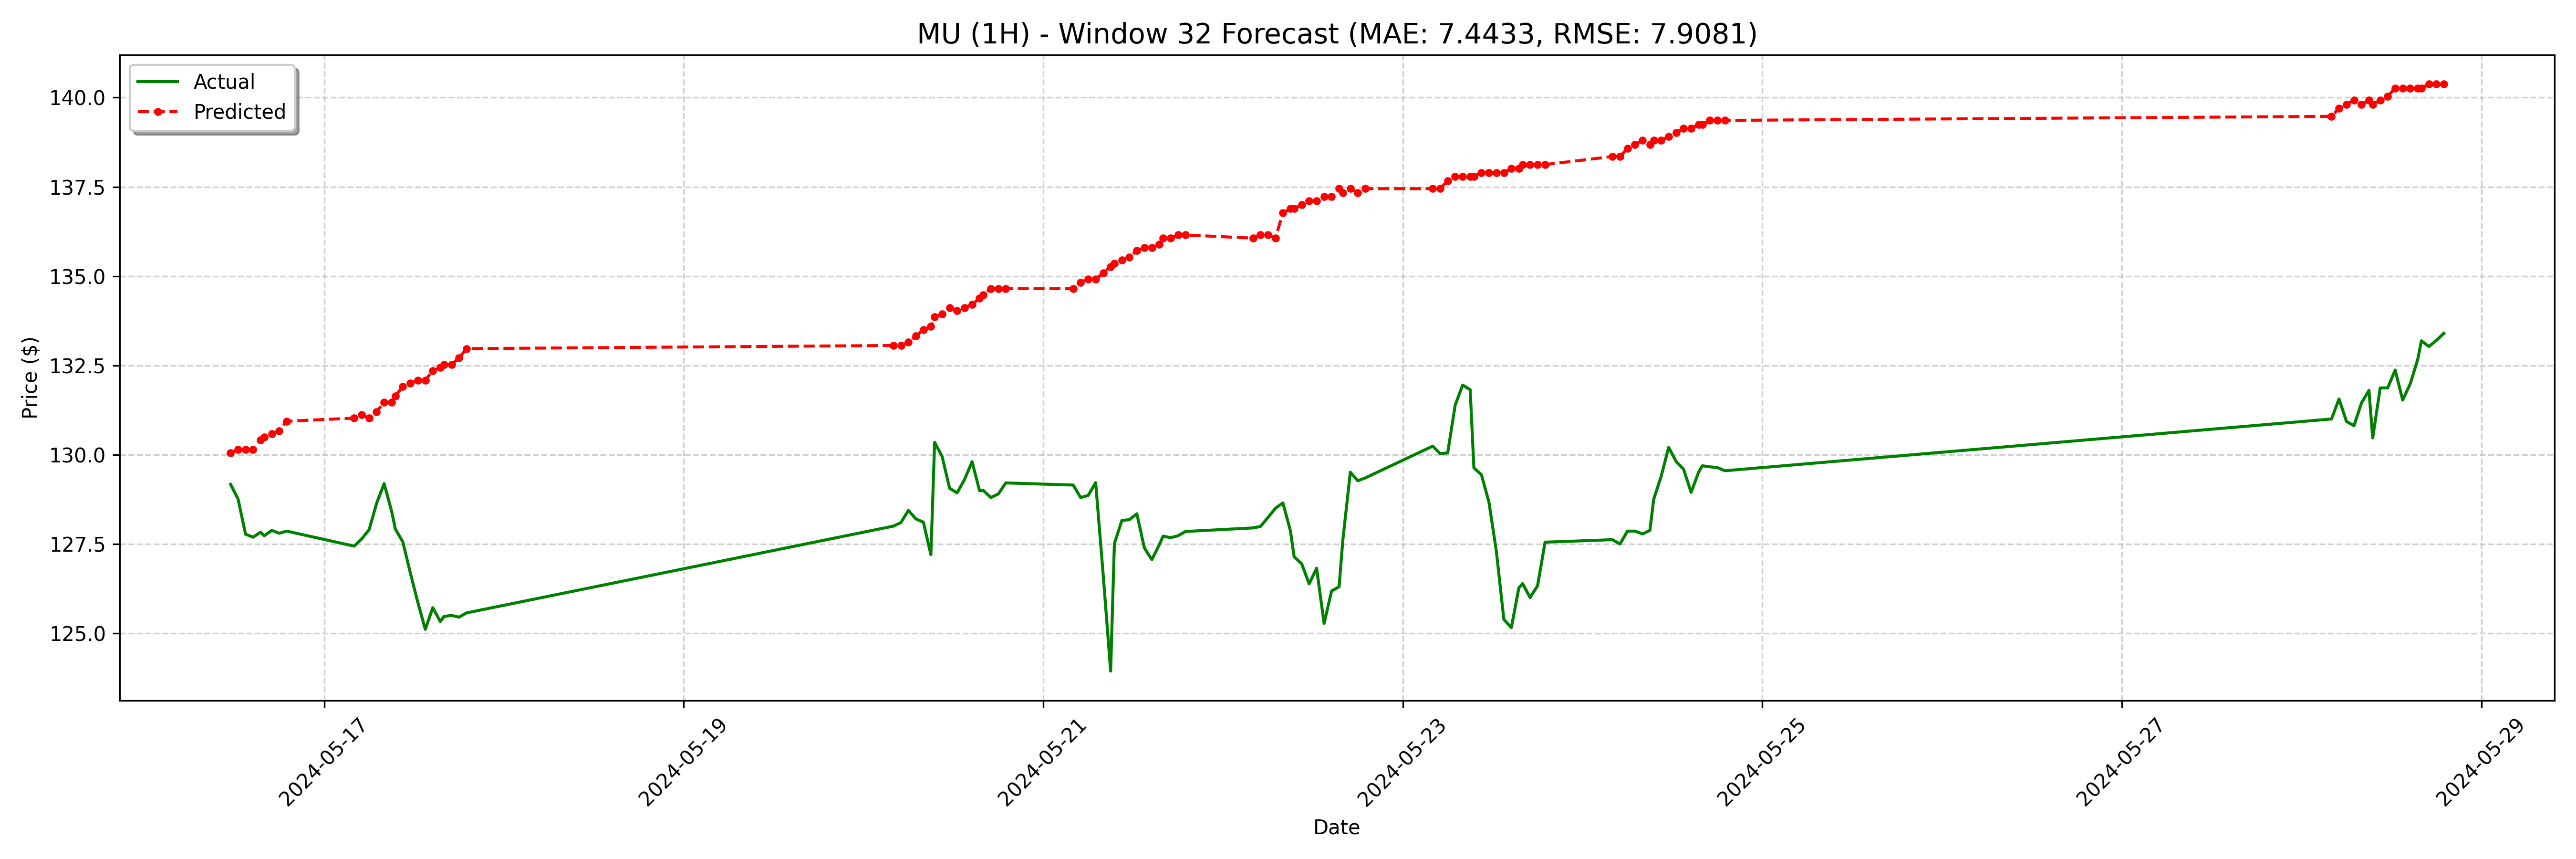 MU (1H) - Window 32 Forecast (MAE: 7.4433, RMSE: 7.9081)
Actual
Predicted
Price ($)
140.0
137.5
135.0
132.5
130.0
127.5
125.0
2024-05-17
2024-05-19
2024-05-21
2024-05-23
2024-05-25
2024-05-27
2024-05-29
Date